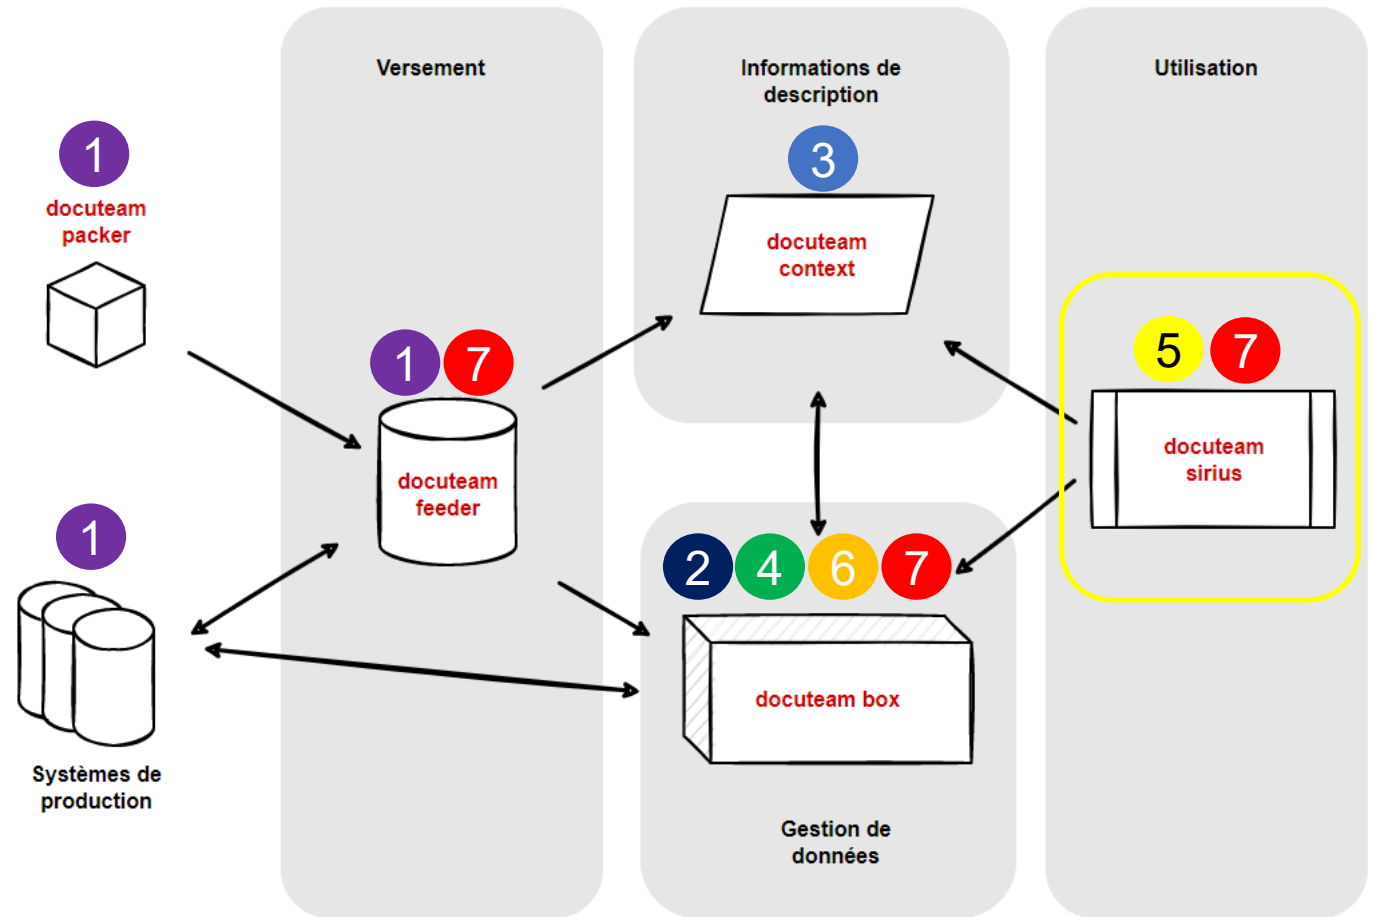 Versement
Informations de
description
Utilisation
1
docuteam
packer
3
docuteam
context
1 7
docuteam
feeder
5 7
docuteam
sirius
1
Systèmes de
production
2 4 6 7
docuteam box
Gestion de
données